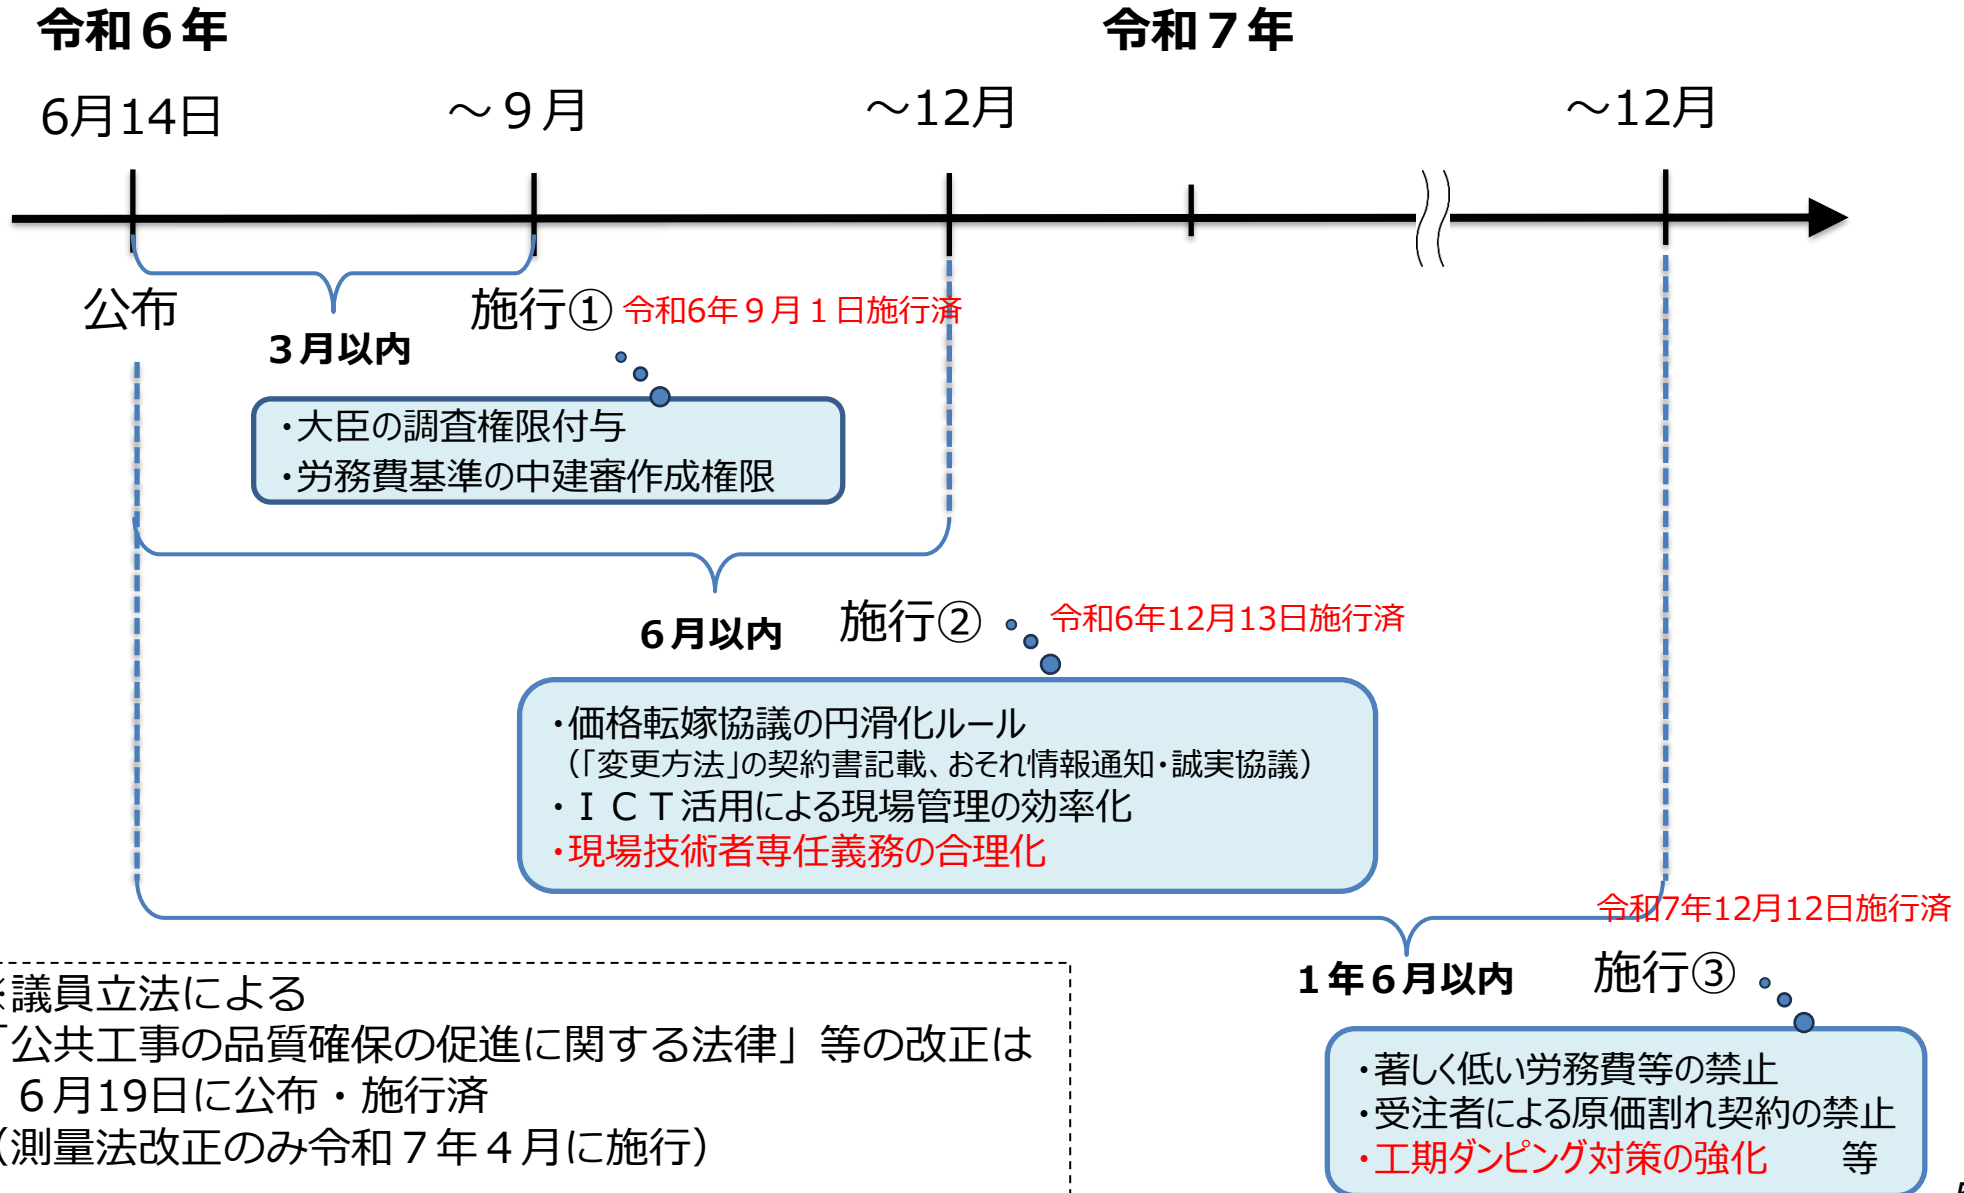 令和６年
令和７年
6月14日
～９月
～12月
～12月
公布
施行① 令和6年９月１日施行済
３月以内
・大臣の調査権限付与
・労務費基準の中建審作成権限
施行② 令和6年12月13日施行済
６月以内
・価格転嫁協議の円滑化ルール
（「変更方法」の契約書記載、おそれ情報通知・誠実協議）
・ＩＣＴ活用による現場管理の効率化
・現場技術者専任義務の合理化
令和7年12月12日施行済
１年６月以内
施行③
・著しく低い労務費等の禁止
・受注者による原価割れ契約の禁止
・工期ダンピング対策の強化 等
※議員立法による
「公共工事の品質確保の促進に関する法律」等の改正は
６月19日に公布・施行済
（測量法改正のみ令和７年４月に施行）